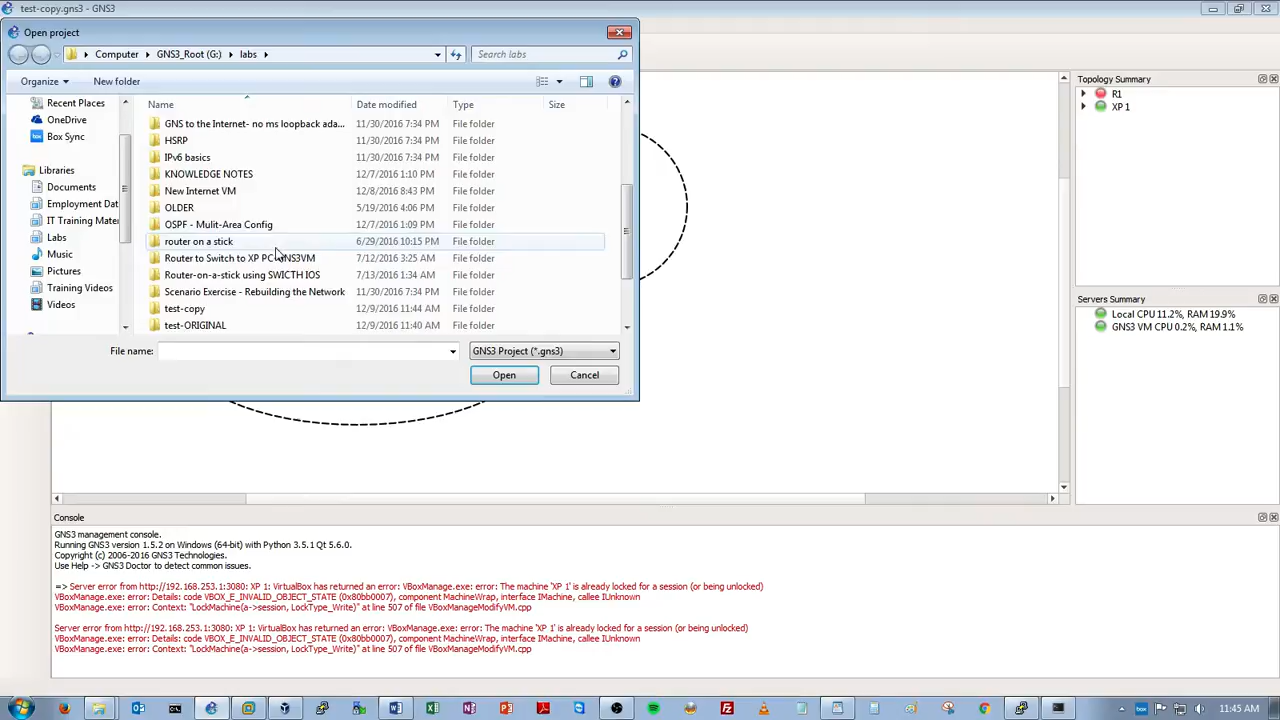 test-copy.gns3 - GNS3
Open project
Computer GNS3_Root (G:) labs
Search labs
Organize New folder
Name Date modified Type Size
Recent Places
OneDrive
Box Sync
Libraries
Documents
Employment Dat
IT Training Mater
Labs
Music
Pictures
Training Videos
Videos
GNS to the Internet- no ms loopback ada... 11/30/2016 7:34 PM File folder
HSRP 11/30/2016 7:34 PM File folder
IPv6 basics 11/30/2016 7:34 PM File folder
KNOWLEDGE NOTES 12/7/2016 1:10 PM File folder
New Internet VM 12/8/2016 8:43 PM File folder
OLDER 5/19/2016 4:06 PM File folder
OSPF - Mulit-Area Config 12/7/2016 1:09 PM File folder
router on a stick 6/29/2016 10:15 PM File folder
Router to Switch to XP PC-GNS3VM 7/12/2016 3:25 AM File folder
Router-on-a-stick using SWICTH IOS 7/13/2016 1:34 AM File folder
Scenario Exercise - Rebuilding the Network 11/30/2016 7:34 PM File folder
test-copy 12/9/2016 11:44 AM File folder
test-ORIGINAL 12/9/2016 11:40 AM File folder
File name: GNS3 Project (*.gns3)
Open Cancel
Topology Summary
R1
XP 1
Servers Summary
Local CPU 11.2%, RAM 19.9%
GNS3 VM CPU 0.2%, RAM 1.1%
Console
GNS3 management console.
Running GNS3 version 1.5.2 on Windows (64-bit) with Python 3.5.1 Qt 5.6.0.
Copyright (c) 2006-2016 GNS3 Technologies.
Use Help -> GNS3 Doctor to detect common issues.
=> Server error from http://192.168.253.1:3080: XP 1: VirtualBox has returned an error: VBoxManage.exe: error: The machine 'XP 1' is already locked for a session (or being unlocked)
VBoxManage.exe: error: Details: code VBOX_E_INVALID_OBJECT_STATE (0x80bb0007), component MachineWrap, interface IMachine, callee IUnknown
VBoxManage.exe: error: Context: "LockMachine(a->session, LockType_Write)" at line 507 of file VBoxManageModifyVM.cpp
Server error from http://192.168.253.1:3080: XP 1: VirtualBox has returned an error: VBoxManage.exe: error: The machine 'XP 1' is already locked for a session (or being unlocked)
VBoxManage.exe: error: Details: code VBOX_E_INVALID_OBJECT_STATE (0x80bb0007), component MachineWrap, interface IMachine, callee IUnknown
VBoxManage.exe: error: Context: "LockMachine(a->session, LockType_Write)" at line 507 of file VBoxManageModifyVM.cpp
11:45 AM